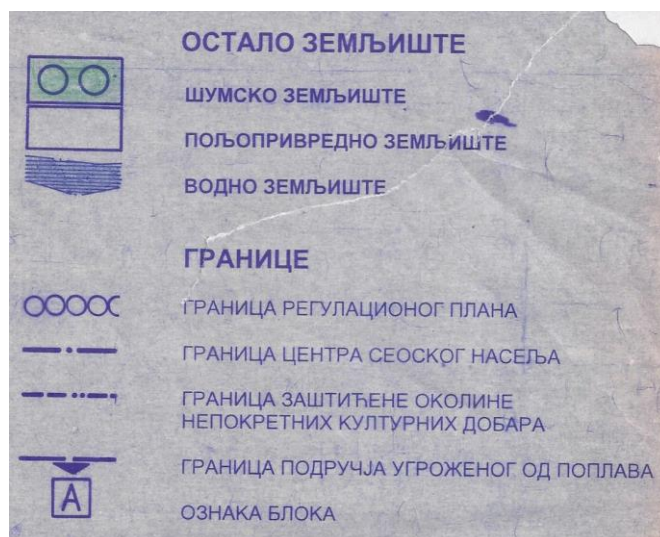 ОСТАЛО ЗЕМЉИШТЕ
ШУМСКО ЗЕМЉИШТЕ
ПОЉОПРИВРЕДНО ЗЕМЉИШТЕ
ВОДНО ЗЕМЉИШТЕ
ГРАНИЦЕ
ГРАНИЦА РЕГУЛАЦИОНОГ ПЛАНА
ГРАНИЦА ЦЕНТРА СЕОСКОГ НАСЕЉА
ГРАНИЦА ЗАШТИЋЕНЕ ОКОЛИНЕ
НЕПОКРЕТНИХ КУЛТУРНИХ ДОБАРА
ГРАНИЦА ПОДРУЧЈА УГРОЖЕНОГ ОД ПОПЛАВА
А ОЗНАКА БЛОКА